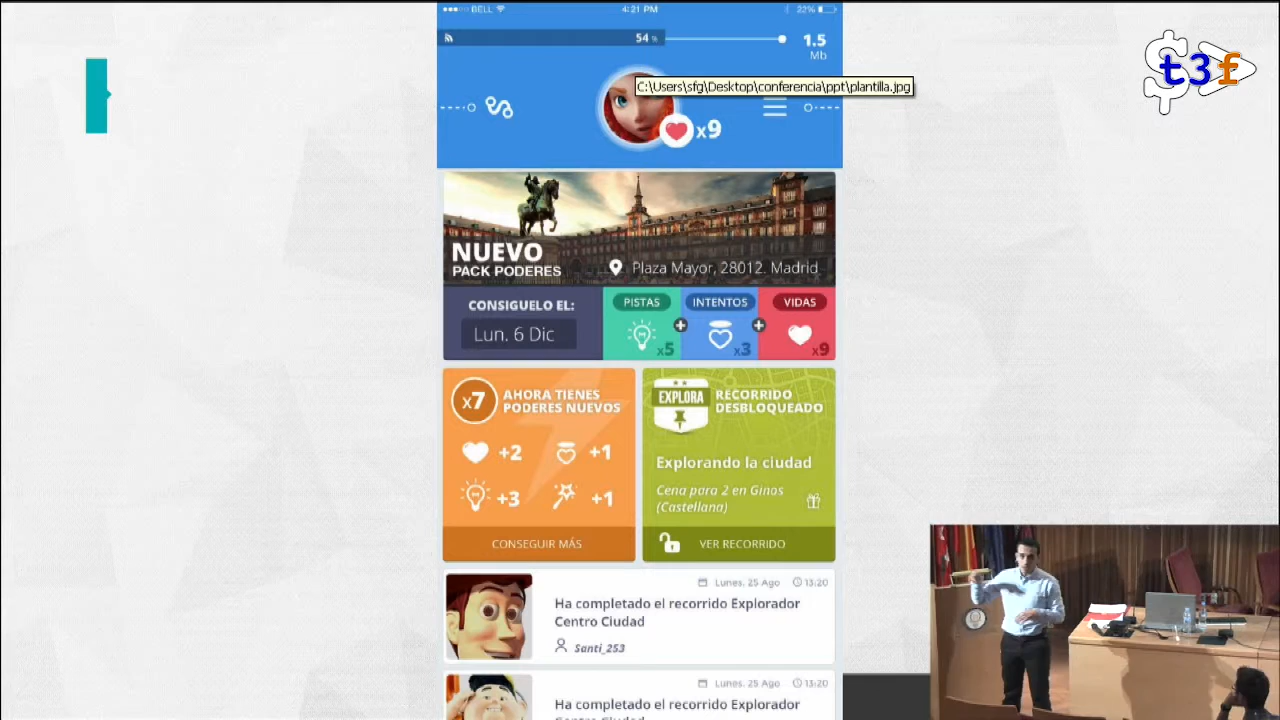 BELL
4:21 PM
22%
54 %
1.5
Mb
t3f
C:\Users\sfg\Desktop\conferencia\ppt\plantilla.jpg
x9
NUEVO
PACK PODERES
Plaza Mayor, 28012. Madrid
CONSIGUELO EL:
Lun. 6 Dic
PISTAS
INTENTOS
VIDAS
x5
x3
x9
x7
AHORA TIENES
PODERES NUEVOS
+2
+1
+3
+1
CONSEGUIR MÁS
EXPLORA
RECORRIDO
DESBLOQUEADO
Explorando la ciudad
Cena para 2 en Ginos
(Castellana)
VER RECORRIDO
Lunes, 25 Ago
13:20
Ha completado el recorrido Explorador
Centro Ciudad
Santi_253
Lunes, 25 Ago
13:20
Ha completado el recorrido Explorador
Centro Ciudad